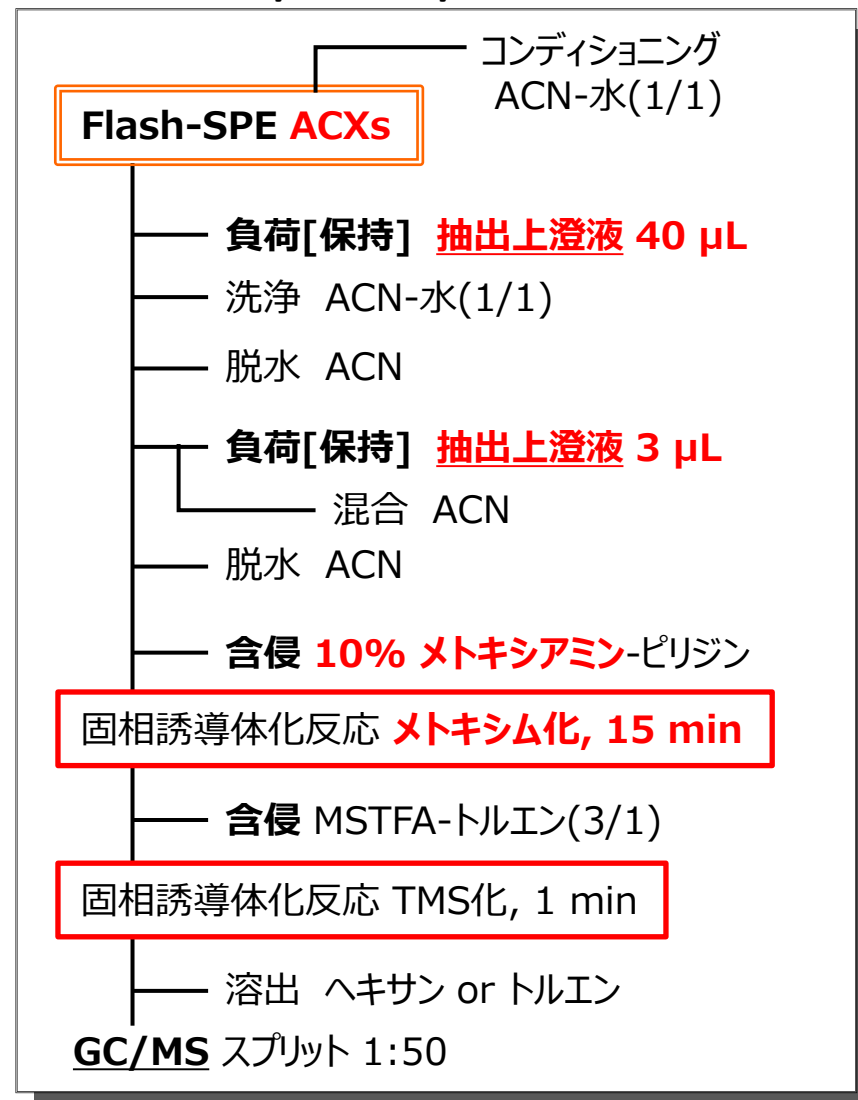 コンディショニング
ACN-水(1/1)
Flash-SPE ACXs
負荷[保持] 抽出上澄液 40 μL
洗浄 ACN-水(1/1)
脱水 ACN
負荷[保持] 抽出上澄液 3 μL
混合 ACN
脱水 ACN
含侵 10% メトキシアミン-ピリジン
固相誘導体化反応 メトキシム化, 15 min
含侵 MSTFA-トルエン(3/1)
固相誘導体化反応 TMS化, 1 min
溶出 ヘキサン or トルエン
GC/MS スプリット 1:50